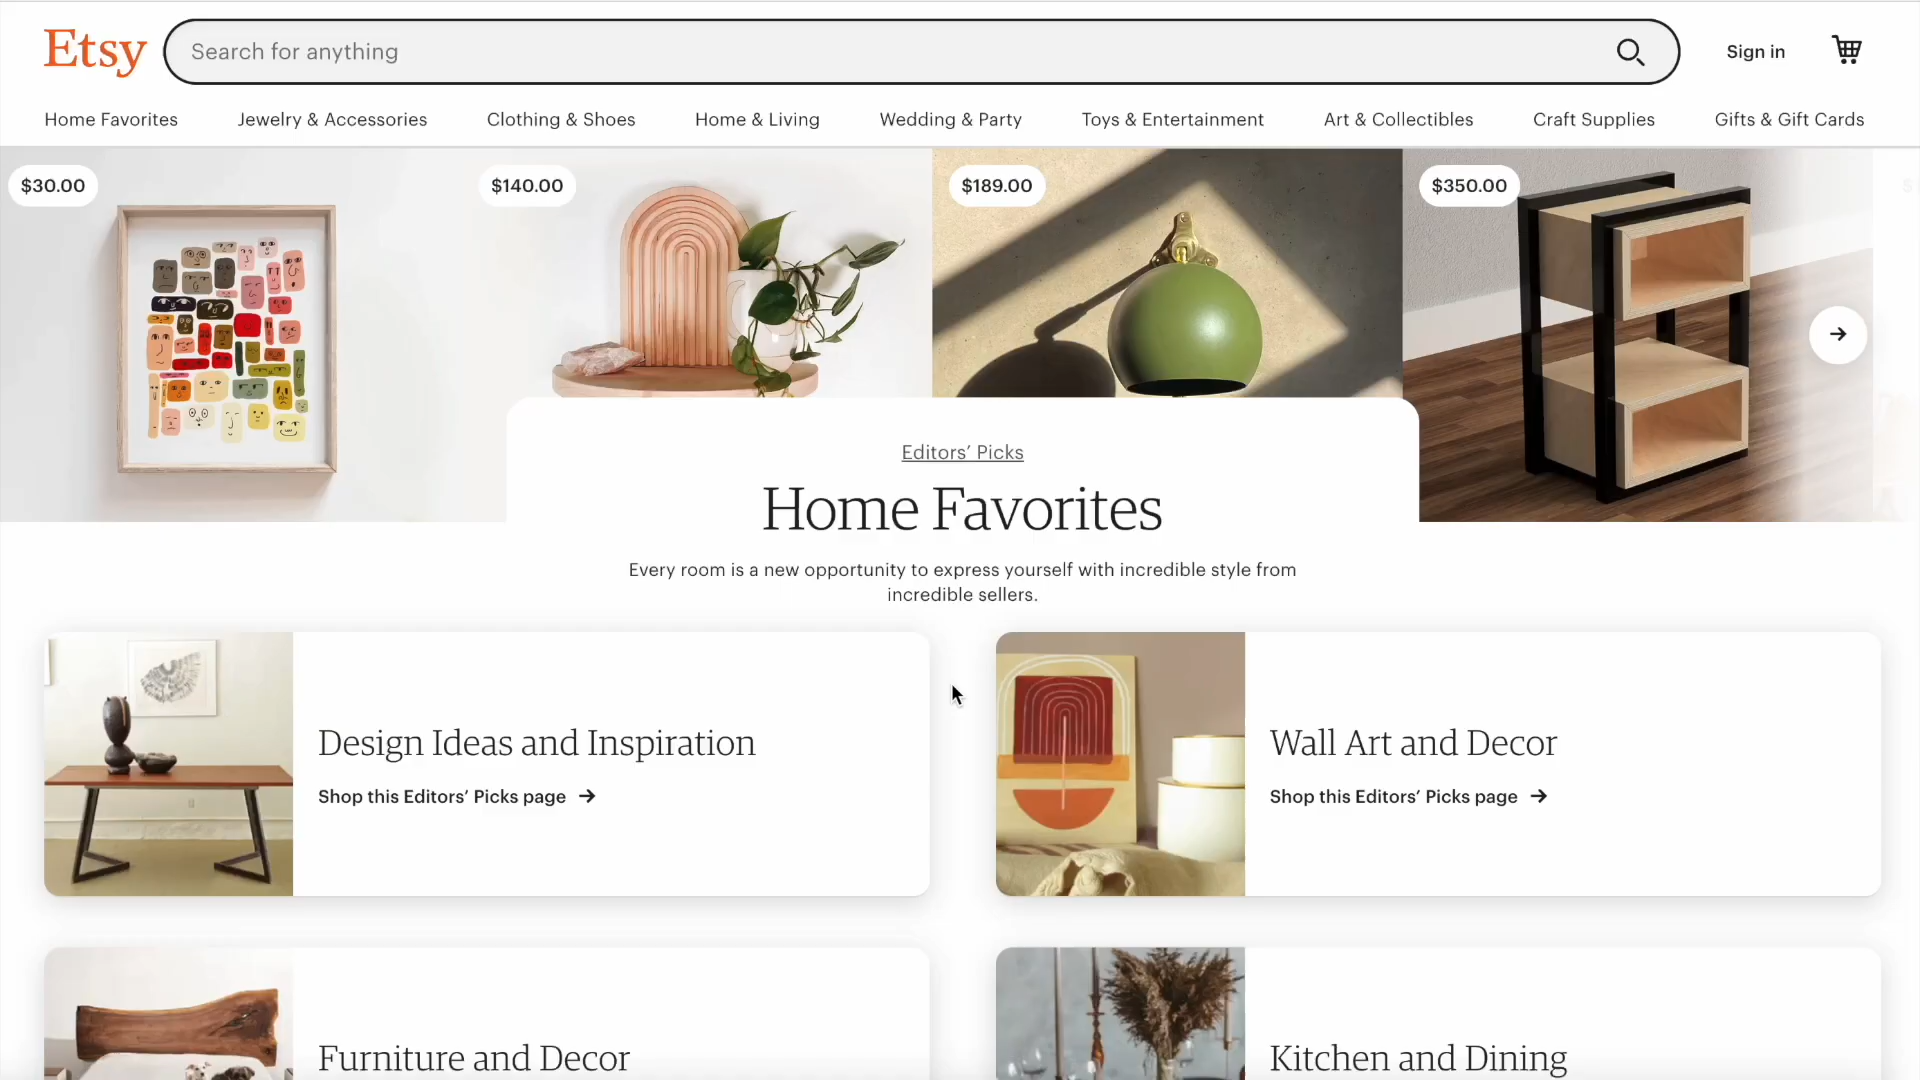 Etsy
Search for anything
Sign in
Home Favorites
Jewelry & Accessories
Clothing & Shoes
Home & Living
Wedding & Party
Toys & Entertainment
Art & Collectibles
Craft Supplies
Gifts & Gift Cards
$30.00
$140.00
$189.00
$350.00
Editors’ Picks
Home Favorites
Every room is a new opportunity to express yourself with incredible style from
incredible sellers.
Design Ideas and Inspiration
Shop this Editors’ Picks page
Wall Art and Decor
Shop this Editors’ Picks page
Furniture and Decor
Kitchen and Dining